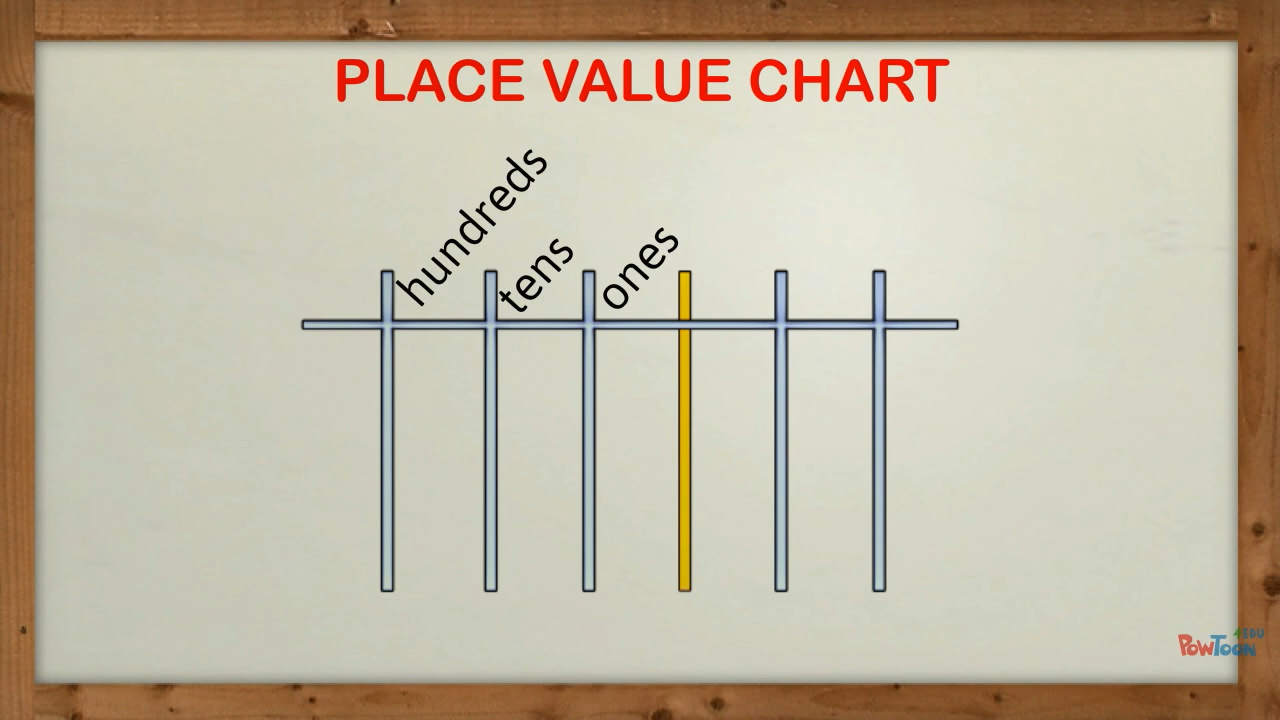 PLACE VALUE CHART
hundreds
tens
ones
4EDU
POWTOON